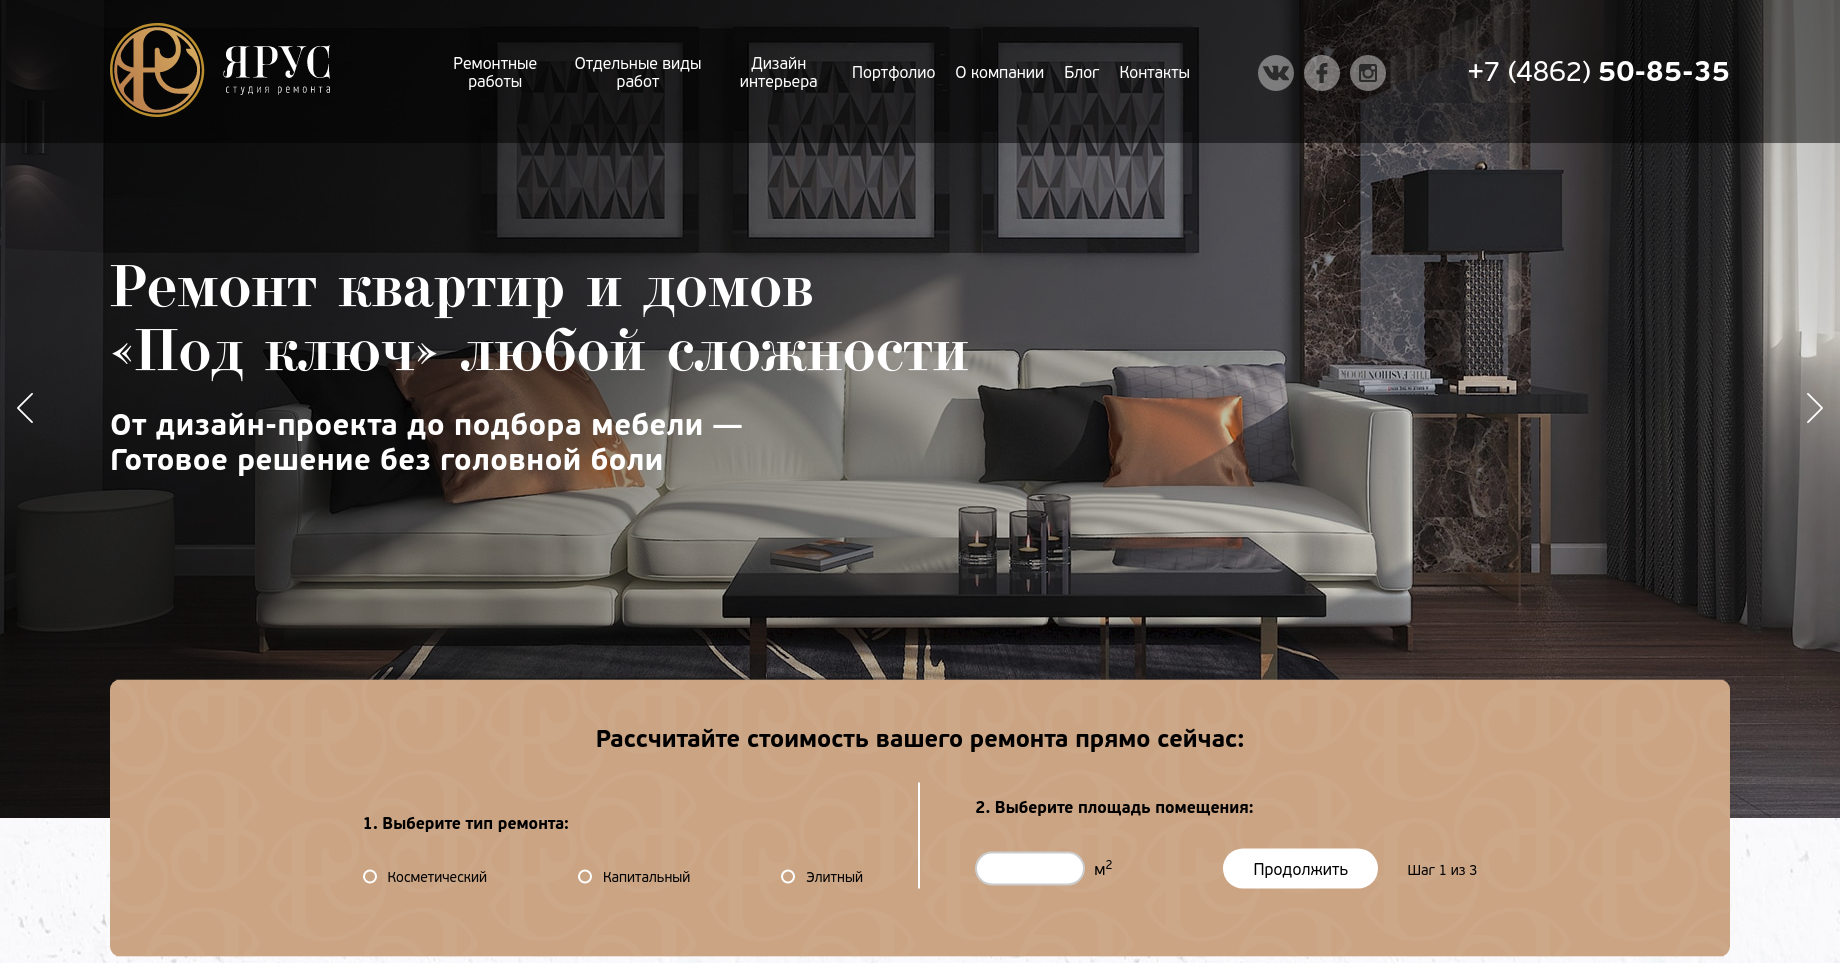 ЯРУС
студия ремонта
Ремонтные
работы
Отдельные виды
работ
Дизайн
интерьера
Портфолио
О компании
Блог
Контакты
+7 (4862) 50-85-35
Ремонт квартир и домов
«Под ключ» любой сложности
От дизайн-проекта до подбора мебели —
Готовое решение без головной боли
Рассчитайте стоимость вашего ремонта прямо сейчас:
1. Выберите тип ремонта:
Косметический
Капитальный
Элитный
2. Выберите площадь помещения:
м²
Продолжить
Шаг 1 из 3